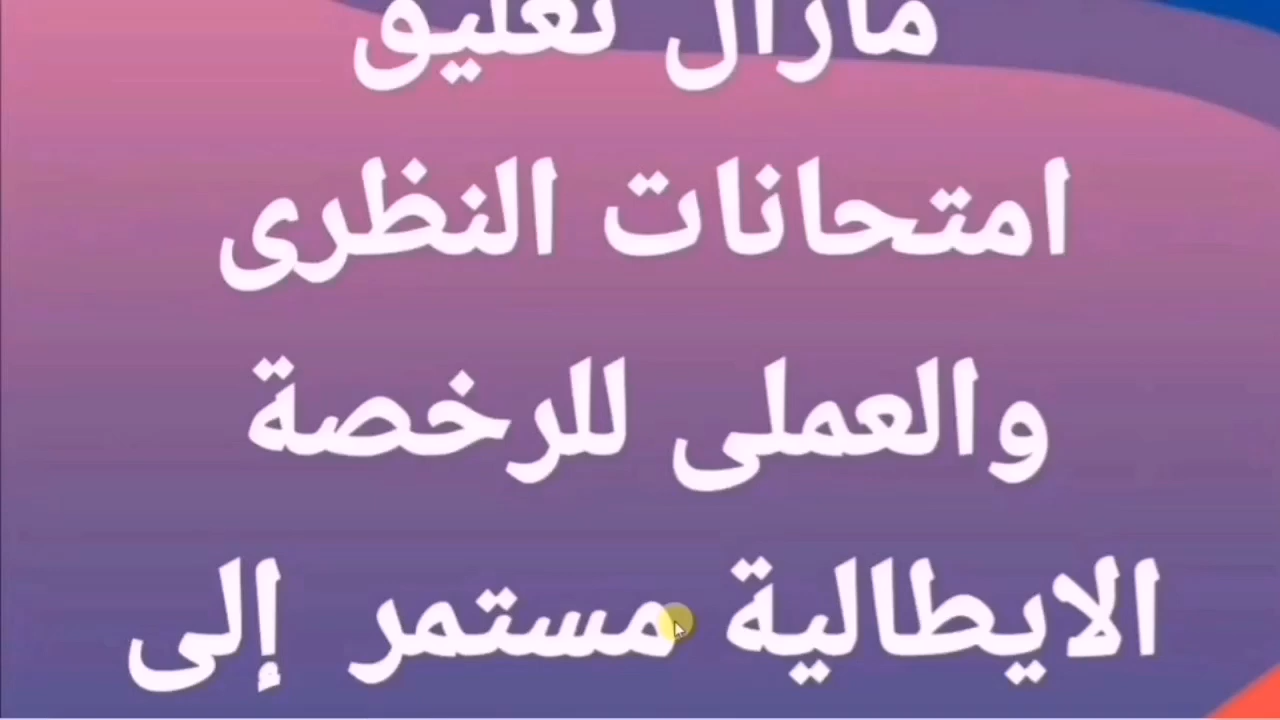 مازال تعليق
امتحانات النظرى
والعملى للرخصة
الايطالية مستمر إلى